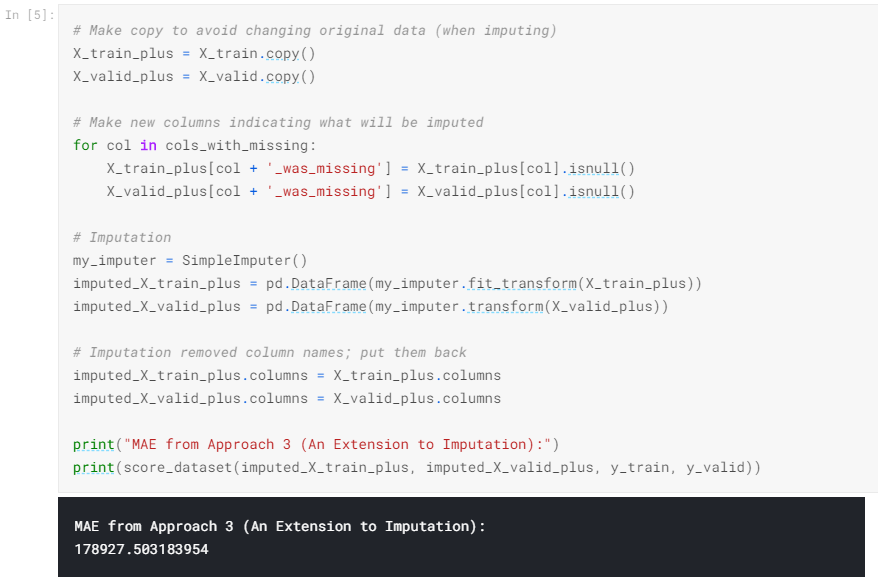 In [5]:
# Make copy to avoid changing original data (when imputing)
X_train_plus = X_train.copy()
X_valid_plus = X_valid.copy()
# Make new columns indicating what will be imputed
for col in cols_with_missing:
    X_train_plus[col + '_was_missing'] = X_train_plus[col].isnull()
    X_valid_plus[col + '_was_missing'] = X_valid_plus[col].isnull()
# Imputation
my_imputer = SimpleImputer()
imputed_X_train_plus = pd.DataFrame(my_imputer.fit_transform(X_train_plus))
imputed_X_valid_plus = pd.DataFrame(my_imputer.transform(X_valid_plus))
# Imputation removed column names; put them back
imputed_X_train_plus.columns = X_train_plus.columns
imputed_X_valid_plus.columns = X_valid_plus.columns
print("MAE from Approach 3 (An Extension to Imputation):")
print(score_dataset(imputed_X_train_plus, imputed_X_valid_plus, y_train, y_valid))
MAE from Approach 3 (An Extension to Imputation):
178927.503183954